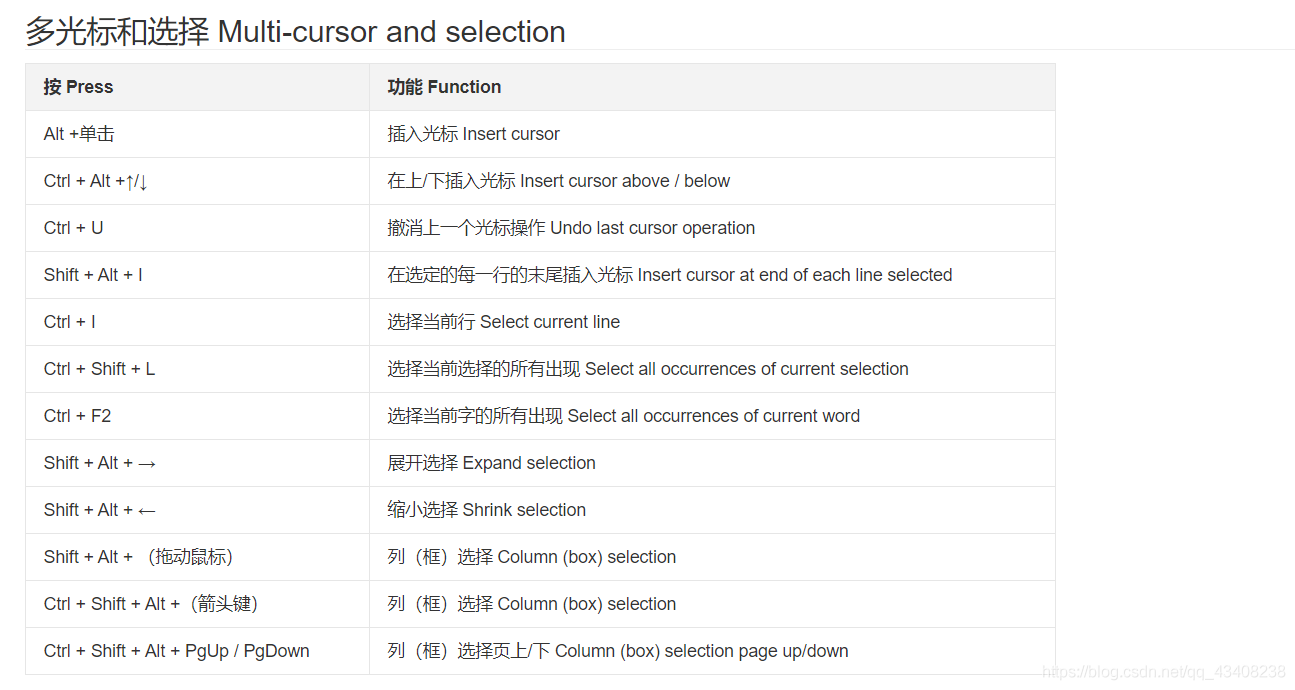 多光标和选择 Multi-cursor and selection
按 Press 功能 Function
Alt +单击 插入光标 Insert cursor
Ctrl + Alt +↑/↓ 在上/下插入光标 Insert cursor above / below
Ctrl + U 撤消上一个光标操作 Undo last cursor operation
Shift + Alt + I 在选定的每一行的末尾插入光标 Insert cursor at end of each line selected
Ctrl + I 选择当前行 Select current line
Ctrl + Shift + L 选择当前选择的所有出现 Select all occurrences of current selection
Ctrl + F2 选择当前字的所有出现 Select all occurrences of current word
Shift + Alt + → 展开选择 Expand selection
Shift + Alt + ← 缩小选择 Shrink selection
Shift + Alt + （拖动鼠标） 列（框）选择 Column (box) selection
Ctrl + Shift + Alt +（箭头键） 列（框）选择 Column (box) selection
Ctrl + Shift + Alt + PgUp / PgDown 列（框）选择页上/下 Column (box) selection page up/down
https://blog.csdn.net/qq_43408238